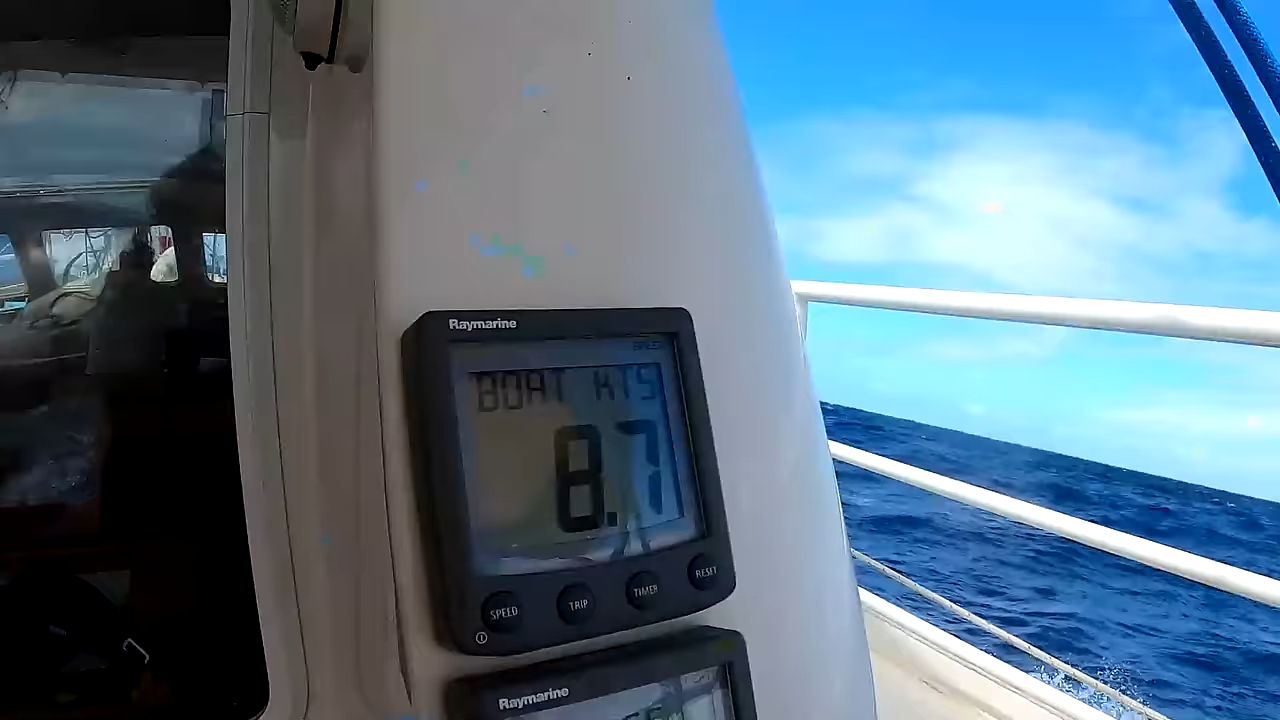 Raymarine
BOAT KTS
8.7
SPEED
TRIP
TIMER
RESET
Raymarine